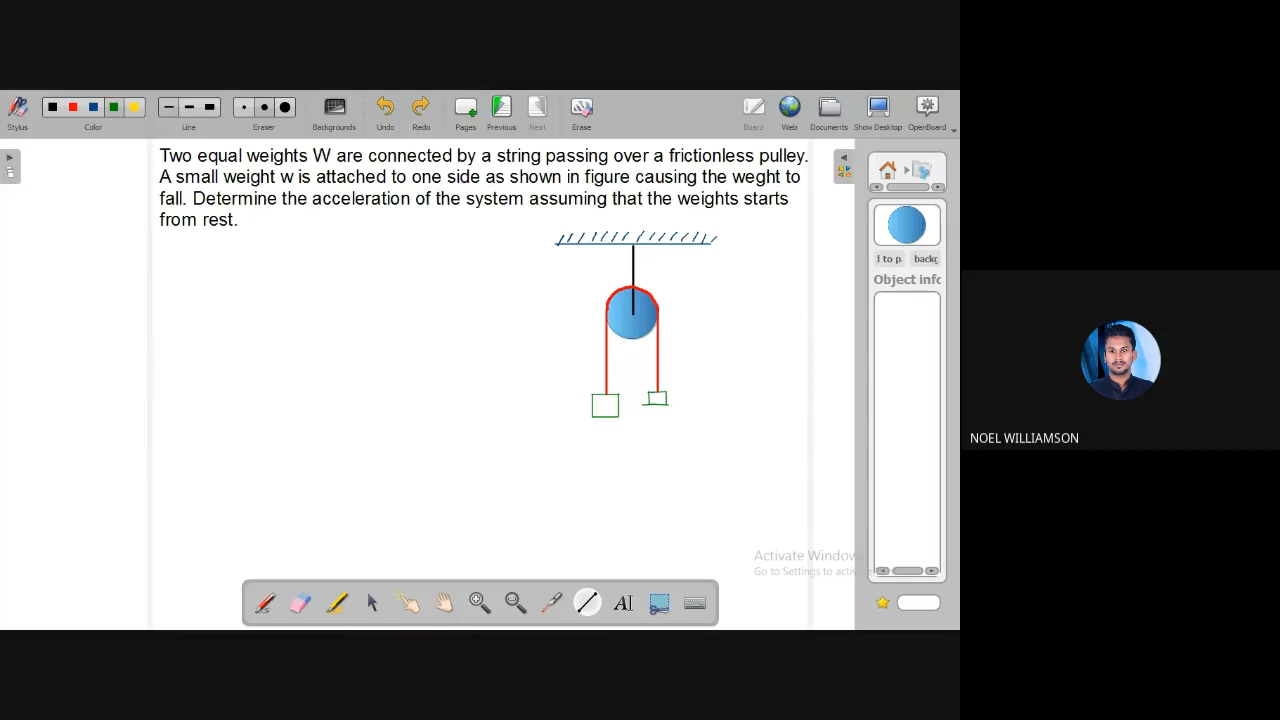 Stylus
Color
Line
Eraser
Backgrounds
Undo
Redo
Pages
Previous
Next
Erase
Board
Web
Documents
Show Desktop
OpenBoard
Two equal weights W are connected by a string passing over a frictionless pulley.
A small weight w is attached to one side as shown in figure causing the weght to
fall. Determine the acceleration of the system assuming that the weights starts
from rest.
Object info
NOEL WILLIAMSON
Activate Window
Go to Settings to activ
AI